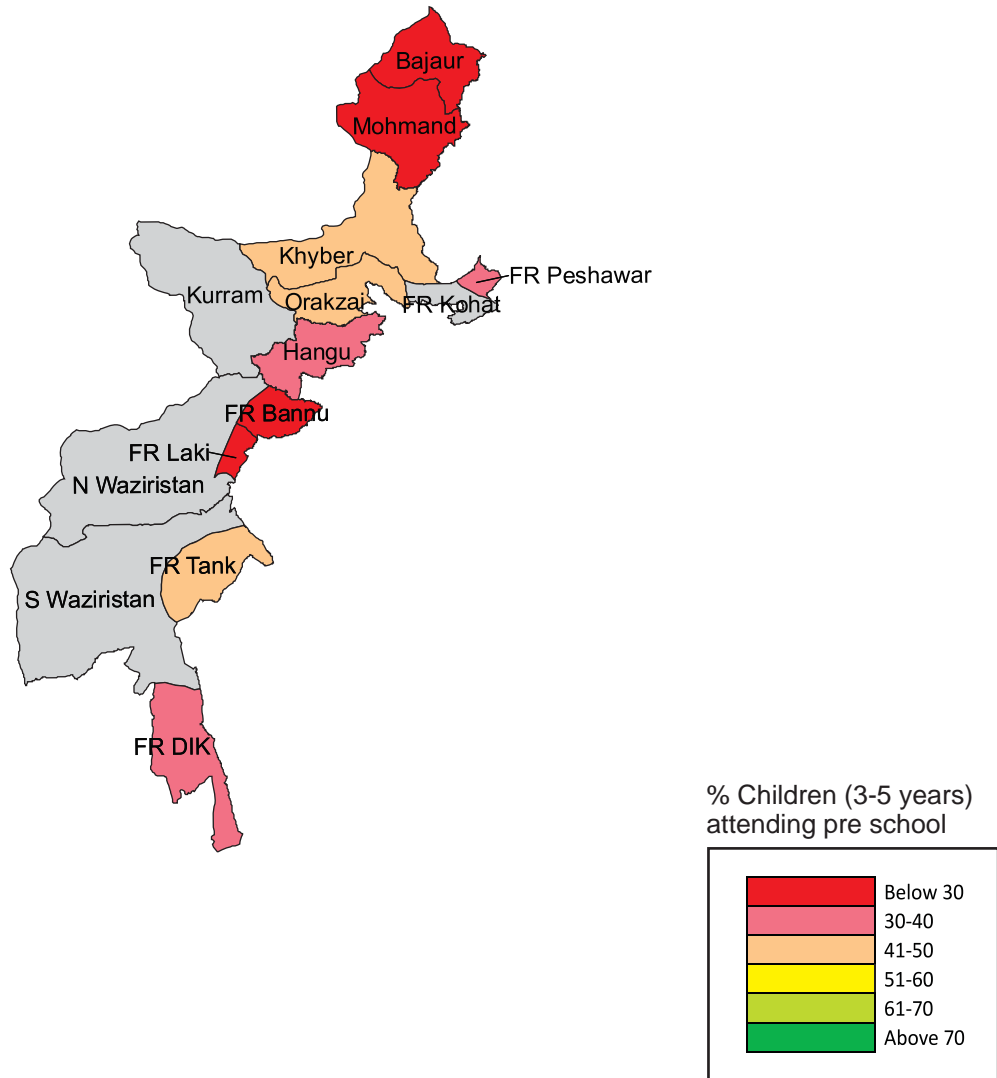 Bajaur
Mohmand
Khyber
FR Peshawar
Kurram
Orakzai
FR Kohat
Hangu
FR Bannu
FR Laki
N Waziristan
FR Tank
S Waziristan
FR DIK
% Children (3-5 years)
attending pre school
Below 30
30-40
41-50
51-60
61-70
Above 70